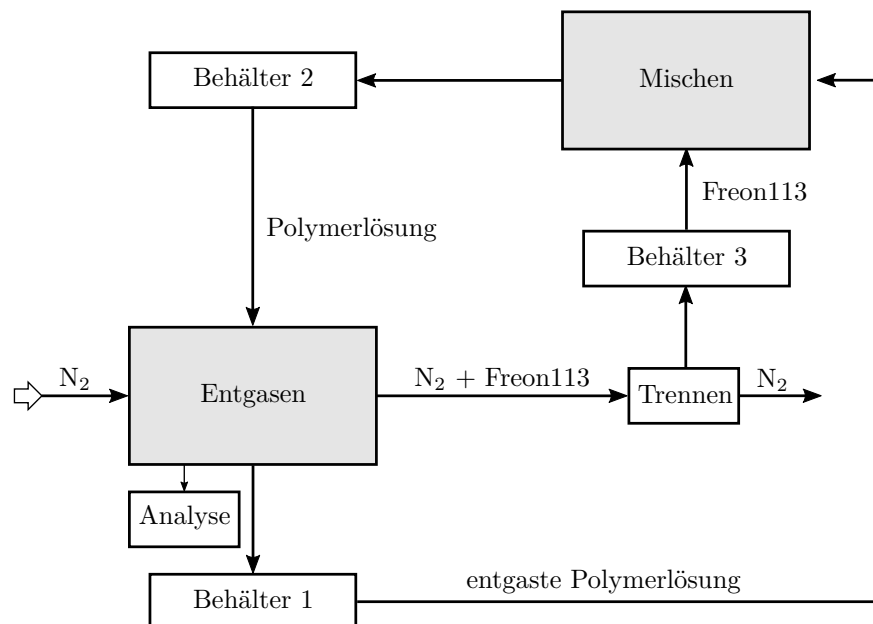 Behälter 2
Mischen
Freon113
Polymerlösung
Behälter 3
N₂
Entgasen
N₂ + Freon113
Trennen
N₂
Analyse
Behälter 1
entgaste Polymerlösung